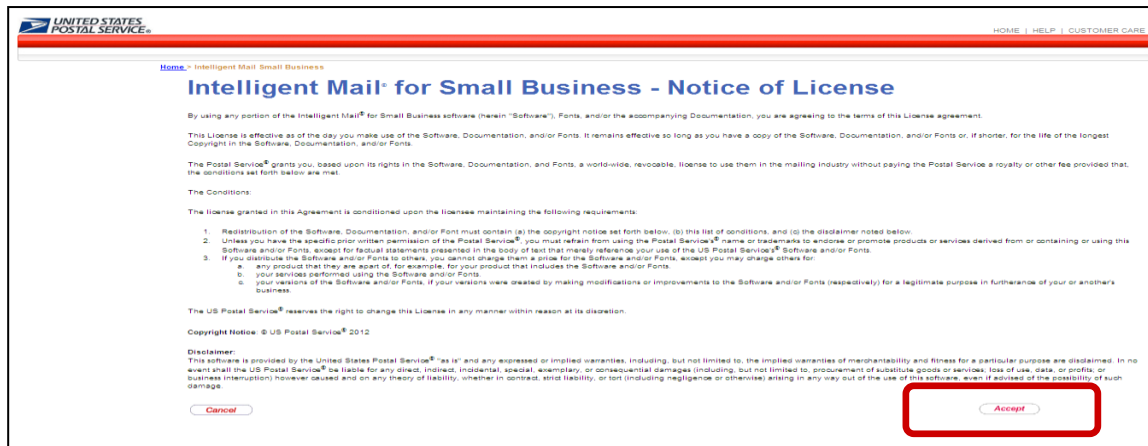 UNITED STATES
POSTAL SERVICE®
HOME | HELP | CUSTOMER CARE
Home > Intelligent Mail Small Business
Intelligent Mail® for Small Business - Notice of License
By using any portion of the Intelligent Mail® for Small Business software (herein "Software"), Fonts, and/or the accompanying Documentation, you are agreeing to the terms of this License agreement.
This License is effective as of the day you make use of the Software, Documentation, and/or Fonts. It remains effective so long as you have a copy of the Software, Documentation, and/or Fonts or, if shorter, for the life of the longest
Copyright in the Software, Documentation, and/or Fonts.
The Postal Service® grants you, based upon its rights in the Software, Documentation, and Fonts, a world-wide, revocable, license to use them in the mailing industry without paying the Postal Service a royalty or other fee provided that,
the conditions set forth below are met.
The Conditions:
The license granted in this Agreement is conditioned upon the licensee maintaining the following requirements:
1. Redistribution of the Software, Documentation, and/or Font must contain (a) the copyright notice set forth below, (b) this list of conditions, and (c) the disclaimer noted below.
2. Unless you have the specific prior written permission of the Postal Service®, you must refrain from using the Postal Service's® name or trademarks to endorse or promote products or services derived from or containing or using this
Software and/or Fonts, except for factual statements presented in the body of text that merely reference your use of the US Postal Service's® Software and/or Fonts.
3. If you distribute the Software and/or Fonts to others, you cannot charge them a price for the Software and/or Fonts, except you may charge others for:
a. any product that they are apart of, for example, for your product that includes the Software and/or Fonts.
b. your services performed using the Software and/or Fonts.
c. your versions of the Software and/or Fonts, if your versions were created by making modifications or improvements to the Software and/or Fonts (respectively) for a legitimate purpose in furtherance of your or another's
business.
The US Postal Service® reserves the right to change this License in any manner within reason at its discretion.
Copyright Notice: © US Postal Service® 2012
Disclaimer:
This software is provided by the United States Postal Service® "as is" and any expressed or implied warranties, including, but not limited to, the implied warranties of merchantability and fitness for a particular purpose are disclaimed. In no
event shall the US Postal Service® be liable for any direct, indirect, incidental, special, exemplary, or consequential damages (including, but not limited to, procurement of substitute goods or services; loss of use, data, or profits; or
business interruption) however caused and on any theory of liability, whether in contract, strict liability, or tort (including negligence or otherwise) arising in any way out of the use of this software, even if advised of the possibility of such
damage.
Cancel
Accept